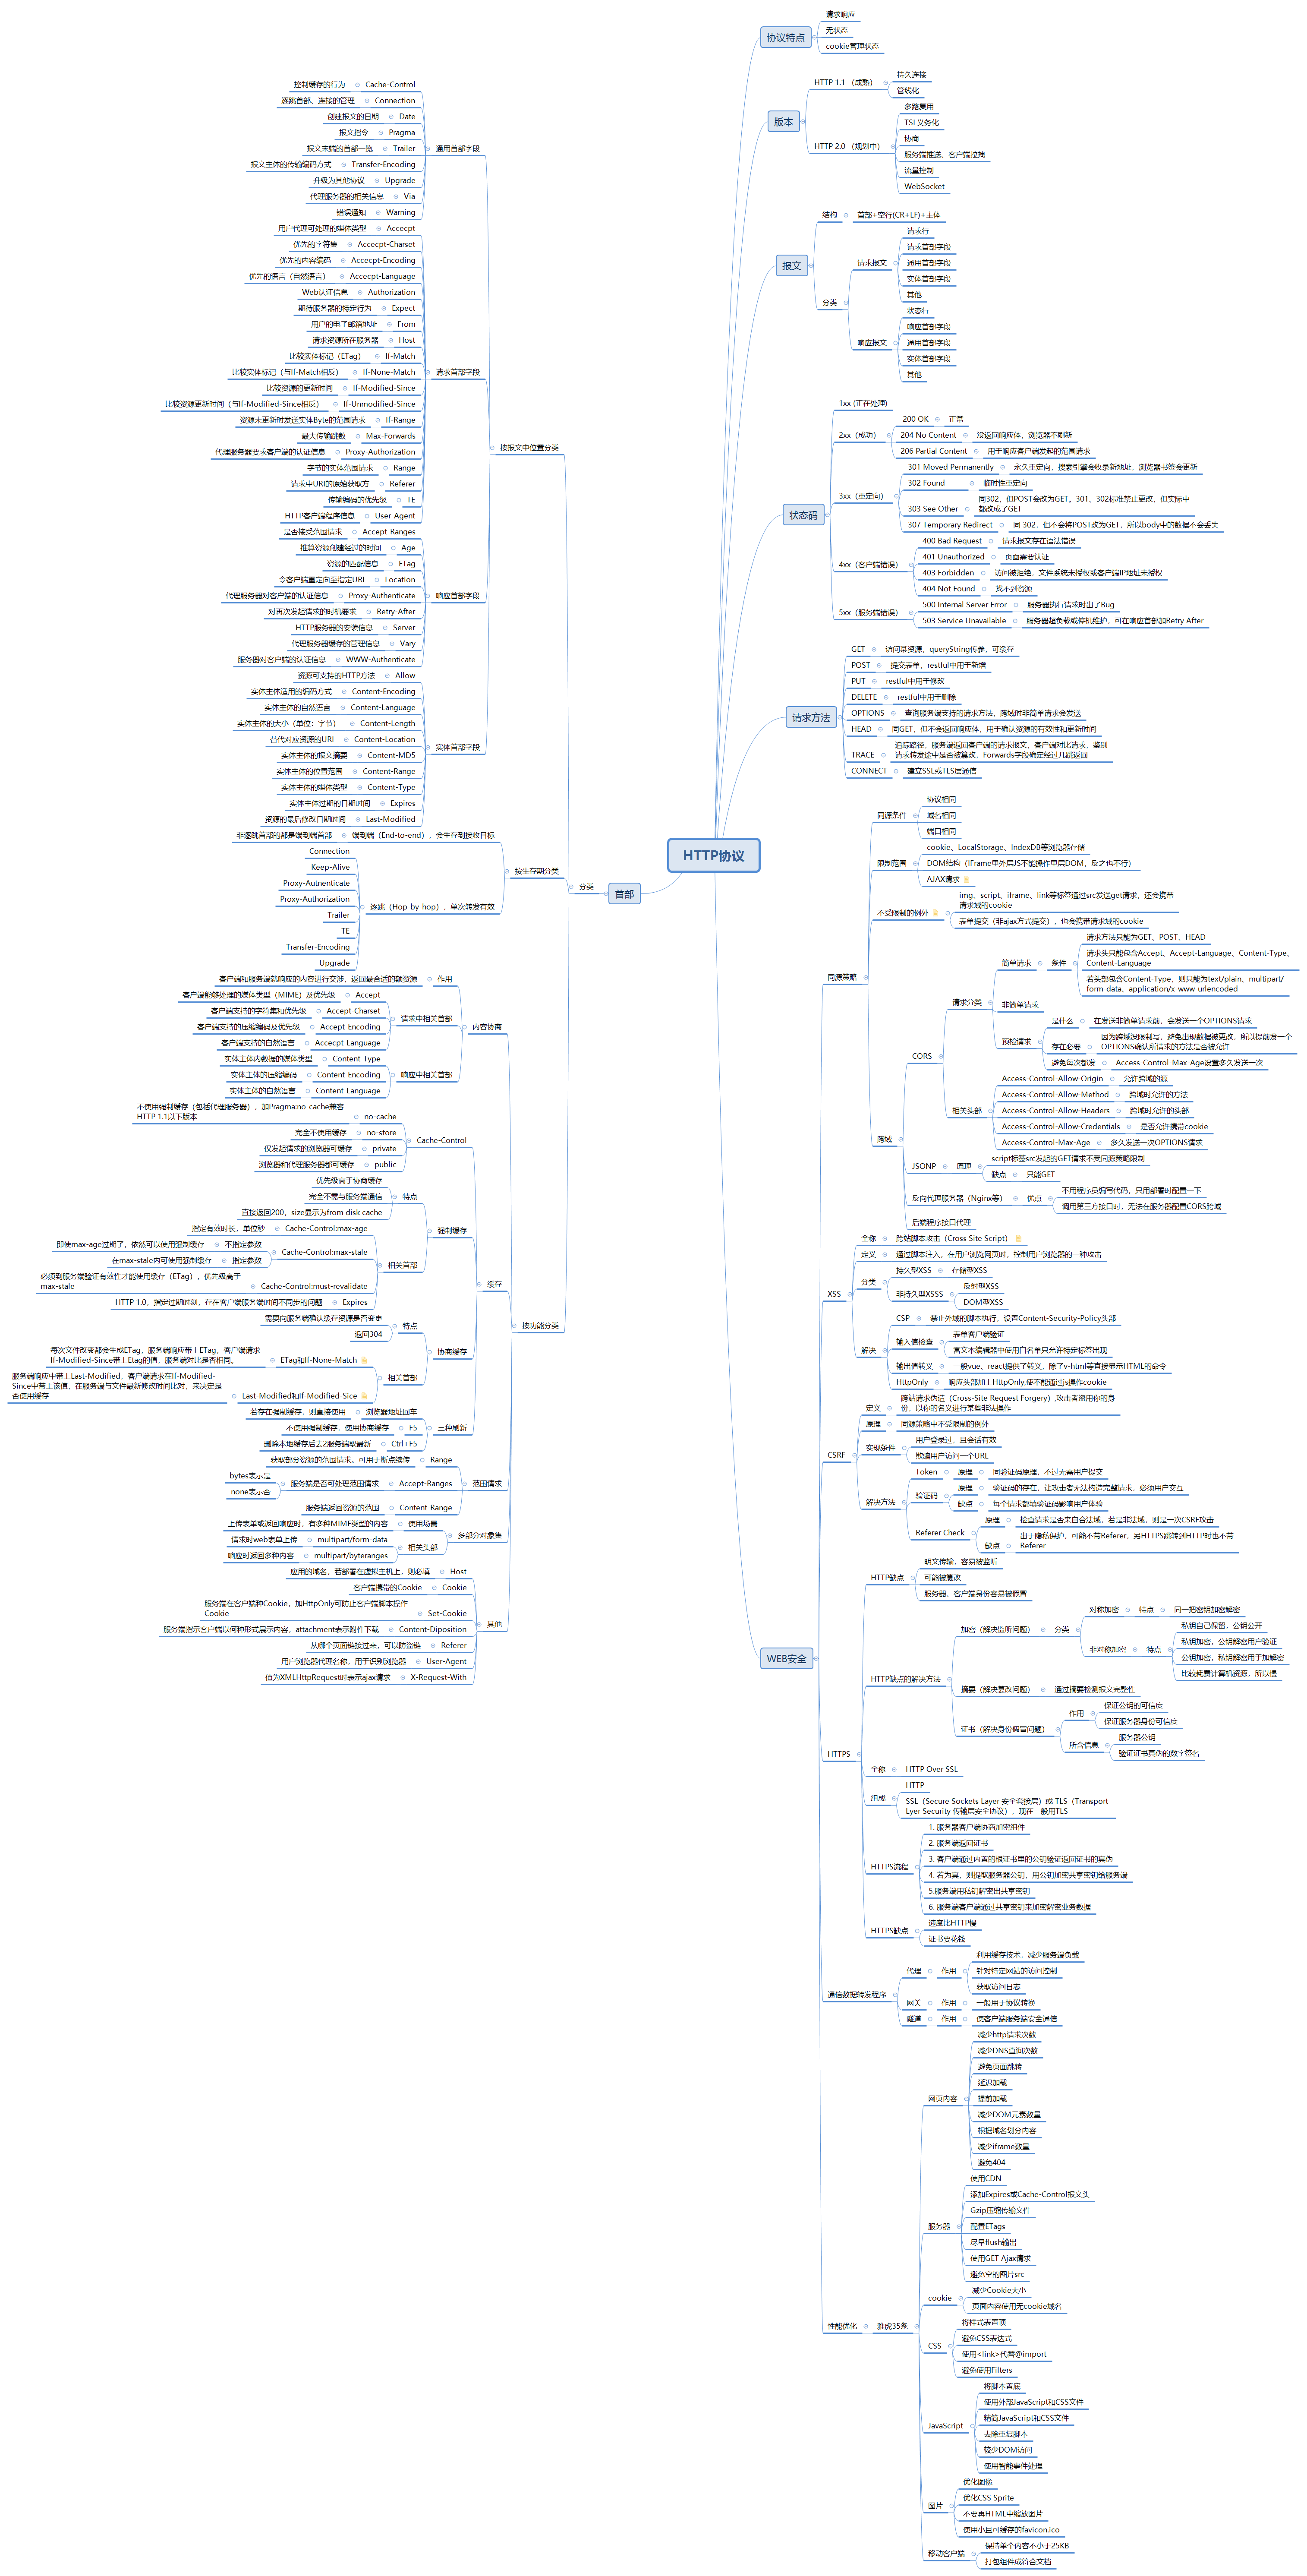 HTTP协议
协议特点
请求响应
无状态
cookie管理状态
版本
HTTP 1.1 （成熟）
持久连接
管线化
HTTP 2.0 （规划中）
多路复用
TSL义务化
协商
服务端推送、客户端拉拽
流量控制
WebSocket
报文
结构
首部+空行(CR+LF)+主体
分类
请求报文
请求行
请求首部字段
通用首部字段
实体首部字段
其他
响应报文
状态行
响应首部字段
通用首部字段
实体首部字段
其他
状态码
1xx (正在处理)
2xx（成功）
200 OK
正常
204 No Content
没返回响应体，浏览器不刷新
206 Partial Content
用于响应客户端发起的范围请求
3xx（重定向）
301 Moved Permanently
永久重定向，搜索引擎会收录新地址，浏览器书签会更新
302 Found
临时性重定向
303 See Other
同302，但POST会改为GET。301、302标准禁止更改，但实际中
都改成了GET
307 Temporary Redirect
同 302，但不会将POST改为GET，所以body中的数据不会丢失
4xx（客户端错误）
400 Bad Request
请求报文存在语法错误
401 Unauthorized
页面需要认证
403 Forbidden
访问被拒绝，文件系统未授权或客户端IP地址未授权
404 Not Found
找不到资源
5xx（服务端错误）
500 Internal Server Error
服务器执行请求时出了Bug
503 Service Unavailable
服务器超负载或停机维护，可在响应首部加Retry After
请求方法
GET
访问某资源，queryString传参，可缓存
POST
提交表单，restful中用于新增
PUT
restful中用于修改
DELETE
restful中用于删除
OPTIONS
查询服务端支持的请求方法，跨域时非简单请求会发送
HEAD
同GET，但不会返回响应体，用于确认资源的有效性和更新时间
TRACE
追踪路径，服务端返回客户端的请求报文，客户端对比请求，鉴别
请求转发途中是否被篡改，Forwards字段确定经过几跳返回
CONNECT
建立SSL或TLS层通信
WEB安全
同源策略
同源条件
协议相同
域名相同
端口相同
限制范围
cookie、LocalStorage、IndexDB等浏览器存储
DOM结构（IFrame里外层JS不能操作里层DOM，反之也不行）
AJAX请求
不受限制的例外
img、script、iframe、link等标签通过src发送get请求，还会携带
请求域的cookie
表单提交（非ajax方式提交），也会携带请求域的cookie
跨域
CORS
请求分类
简单请求
条件
请求方法只能为GET、POST、HEAD
请求头只能包含Accept、Accept-Language、Content-Type、
Content-Language
若头部包含Content-Type，则只能为text/plain、multipart/
form-data、application/x-www-urlencoded
非简单请求
预检请求
是什么
在发送非简单请求前，会发送一个OPTIONS请求
存在必要
因为跨域没限制写，避免出现数据被更改，所以提前发一个
OPTIONS确认所请求的方法是否被允许
避免每次都发
Access-Control-Max-Age设置多久发送一次
相关头部
Access-Control-Allow-Origin
允许跨域的源
Access-Control-Allow-Method
跨域时允许的方法
Access-Control-Allow-Headers
跨域时允许的头部
Access-Control-Allow-Credentials
是否允许携带cookie
Access-Control-Max-Age
多久发送一次OPTIONS请求
JSONP
原理
script标签src发起的GET请求不受同源策略限制
缺点
只能GET
反向代理服务器（Nginx等）
优点
不用程序员编写代码，只用部署时配置一下
调用第三方接口时，无法在服务器配置CORS跨域
后端程序接口代理
XSS
全称
跨站脚本攻击（Cross Site Script）
定义
通过脚本注入，在用户浏览网页时，控制用户浏览器的一种攻击
分类
持久型XSS
存储型XSS
非持久型XSSS
反射型XSS
DOM型XSS
解决
CSP
禁止外域的脚本执行，设置Content-Security-Policy头部
输入值检查
表单客户端验证
富文本编辑器中使用白名单只允许特定标签出现
输出值转义
一般vue、react提供了转义，除了v-html等直接显示HTML的命令
HttpOnly
响应头部加上HttpOnly,使不能通过js操作cookie
CSRF
定义
跨站请求伪造（Cross-Site Request Forgery）,攻击者盗用你的身
份，以你的名义进行某些非法操作
原理
同源策略中不受限制的例外
实现条件
用户登录过，且会话有效
欺骗用户访问一个URL
解决方法
Token
原理
同验证码原理，不过无需用户提交
验证码
原理
验证码的存在，让攻击者无法构造完整请求，必须用户交互
缺点
每个请求都填验证码影响用户体验
Referer Check
原理
检查请求是否来自合法域，若是非法域，则是一次CSRF攻击
缺点
出于隐私保护，可能不带Referer，另HTTPS跳转到HTTP时也不带
Referer
HTTPS
HTTP缺点
明文传输，容易被监听
可能被篡改
服务器、客户端身份容易被假冒
HTTP缺点的解决方法
加密（解决监听问题）
分类
对称加密
特点
同一把密钥加密解密
非对称加密
特点
私钥自己保留，公钥公开
私钥加密，公钥解密用户验证
公钥加密，私钥解密用于加解密
比较耗费计算机资源，所以慢
摘要（解决篡改问题）
通过摘要检测报文完整性
证书（解决身份假冒问题）
作用
保证公钥的可信度
保证服务器身份可信度
所含信息
服务器公钥
验证证书真伪的数字签名
全称
HTTP Over SSL
组成
HTTP
SSL（Secure Sockets Layer 安全套接层）或 TLS（Transport
Lyer Security 传输层安全协议），现在一般用TLS
HTTPS流程
1. 服务器客户端协商加密组件
2. 服务端返回证书
3. 客户端通过内置的根证书里的公钥验证返回证书的真伪
4. 若为真，则提取服务器公钥，用公钥加密共享密钥给服务端
5.服务端用私钥解密出共享密钥
6. 服务端客户端通过共享密钥来加密解密业务数据
HTTPS缺点
速度比HTTP慢
证书要花钱
通信数据转发程序
代理
作用
利用缓存技术，减少服务端负载
针对特定网站的访问控制
获取访问日志
网关
作用
一般用于协议转换
隧道
作用
使客户端服务端安全通信
性能优化
雅虎35条
网页内容
减少http请求次数
减少DNS查询次数
避免页面跳转
延迟加载
提前加载
减少DOM元素数量
根据域名划分内容
减少iframe数量
避免404
服务器
使用CDN
添加Expires或Cache-Control报文头
Gzip压缩传输文件
配置ETags
尽早flush输出
使用GET Ajax请求
避免空的图片src
cookie
减少Cookie大小
页面内容使用无cookie域名
CSS
将样式表置顶
避免CSS表达式
使用<link>代替@import
避免使用Filters
JavaScript
将脚本置底
使用外部JavaScript和CSS文件
精简JavaScript和CSS文件
去除重复脚本
较少DOM访问
使用智能事件处理
图片
优化图像
优化CSS Sprite
不要再HTML中缩放图片
使用小且可缓存的favicon.ico
移动客户端
保持单个内容不小于25KB
打包组件成符合文档
首部
分类
按报文中位置分类
通用首部字段
控制缓存的行为
Cache-Control
逐跳首部、连接的管理
Connection
创建报文的日期
Date
报文指令
Pragma
报文末端的首部一览
Trailer
报文主体的传输编码方式
Transfer-Encoding
升级为其他协议
Upgrade
代理服务器的相关信息
Via
错误通知
Warning
请求首部字段
用户代理可处理的媒体类型
Accecpt
优先的字符集
Accecpt-Charset
优先的内容编码
Accecpt-Encoding
优先的语言（自然语言）
Accecpt-Language
Web认证信息
Authorization
期待服务器的特定行为
Expect
用户的电子邮箱地址
From
请求资源所在服务器
Host
比较实体标记（ETag）
If-Match
比较实体标记（与If-Match相反）
If-None-Match
比较资源的更新时间
If-Modified-Since
比较资源更新时间（与If-Modified-Since相反）
If-Unmodified-Since
资源未更新时发送实体Byte的范围请求
If-Range
最大传输跳数
Max-Forwards
代理服务器要求客户端的认证信息
Proxy-Authorization
字节的实体范围请求
Range
请求中URI的原始获取方
Referer
传输编码的优先级
TE
HTTP客户端程序信息
User-Agent
响应首部字段
是否接受范围请求
Accept-Ranges
推算资源创建经过的时间
Age
资源的匹配信息
ETag
令客户端重定向至指定URI
Location
代理服务器对客户端的认证信息
Proxy-Authenticate
对再次发起请求的时机要求
Retry-After
HTTP服务器的安装信息
Server
代理服务器缓存的管理信息
Vary
服务器对客户端的认证信息
WWW-Authenticate
实体首部字段
资源可支持的HTTP方法
Allow
实体主体适用的编码方式
Content-Encoding
实体主体的自然语言
Content-Language
实体主体的大小（单位：字节）
Content-Length
替代对应资源的URI
Content-Location
实体主体的报文摘要
Content-MD5
实体主体的位置范围
Content-Range
实体主体的媒体类型
Content-Type
实体主体过期的日期时间
Expires
资源的最后修改日期时间
Last-Modified
按生存期分类
非逐跳首部的都是端到端首部
端到端（End-to-end），会生存到接收目标
逐跳（Hop-by-hop），单次转发有效
Connection
Keep-Alive
Proxy-Autnenticate
Proxy-Authorization
Trailer
TE
Transfer-Encoding
Upgrade
按功能分类
内容协商
客户端和服务端就响应的内容进行交涉，返回最合适的额资源
作用
请求中相关首部
客户端能够处理的媒体类型（MIME）及优先级
Accept
客户端支持的字符集和优先级
Accept-Charset
客户端支持的压缩编码及优先级
Accept-Encoding
客户端支持的自然语言
Accecpt-Language
响应中相关首部
实体主体内数据的媒体类型
Content-Type
实体主体的压缩编码
Content-Encoding
实体主体的自然语言
Content-Language
缓存
Cache-Control
不使用强制缓存（包括代理服务器），加Pragma:no-cache兼容
HTTP 1.1以下版本
no-cache
完全不使用缓存
no-store
仅发起请求的浏览器可缓存
private
浏览器和代理服务器都可缓存
public
强制缓存
特点
优先级高于协商缓存
完全不需与服务端通信
直接返回200，size显示为from disk cache
相关首部
指定有效时长，单位秒
Cache-Control:max-age
Cache-Control:max-stale
即使max-age过期了，依然可以使用强制缓存
不指定参数
在max-stale内可使用强制缓存
指定参数
必须到服务端验证有效性才能使用缓存（ETag），优先级高于
max-stale
Cache-Control:must-revalidate
HTTP 1.0，指定过期时刻，存在客户端服务端时间不同步的问题
Expires
协商缓存
特点
需要向服务端确认缓存资源是否变更
返回304
相关首部
每次文件改变都会生成ETag，服务端响应带上ETag，客户端请求
If-Modified-Since带上Etag的值，服务端对比是否相同。
ETag和If-None-Match
服务端响应中带上Last-Modified，客户端请求在If-Modified-
Since中带上该值，在服务端与文件最新修改时间比对，来决定是
否使用缓存
Last-Modified和If-Modified-Sice
三种刷新
若存在强制缓存，则直接使用
浏览器地址回车
不使用强制缓存，使用协商缓存
F5
删除本地缓存后去2服务端取最新
Ctrl+F5
范围请求
获取部分资源的范围请求。可用于断点续传
Range
bytes表示是
none表示否
服务端是否可处理范围请求
Accept-Ranges
服务端返回资源的范围
Content-Range
多部分对象集
上传表单或返回响应时，有多种MIME类型的内容
使用场景
相关头部
请求时web表单上传
multipart/form-data
响应时返回多种内容
multipart/byteranges
其他
应用的域名，若部署在虚拟主机上，则必填
Host
客户端携带的Cookie
Cookie
服务端在客户端种Cookie，加HttpOnly可防止客户端脚本操作
Cookie
Set-Cookie
服务端指示客户端以何种形式展示内容，attachment表示附件下载
Content-Diposition
从哪个页面链接过来，可以防盗链
Referer
用户浏览器代理名称，用于识别浏览器
User-Agent
值为XMLHttpRequest时表示ajax请求
X-Request-With